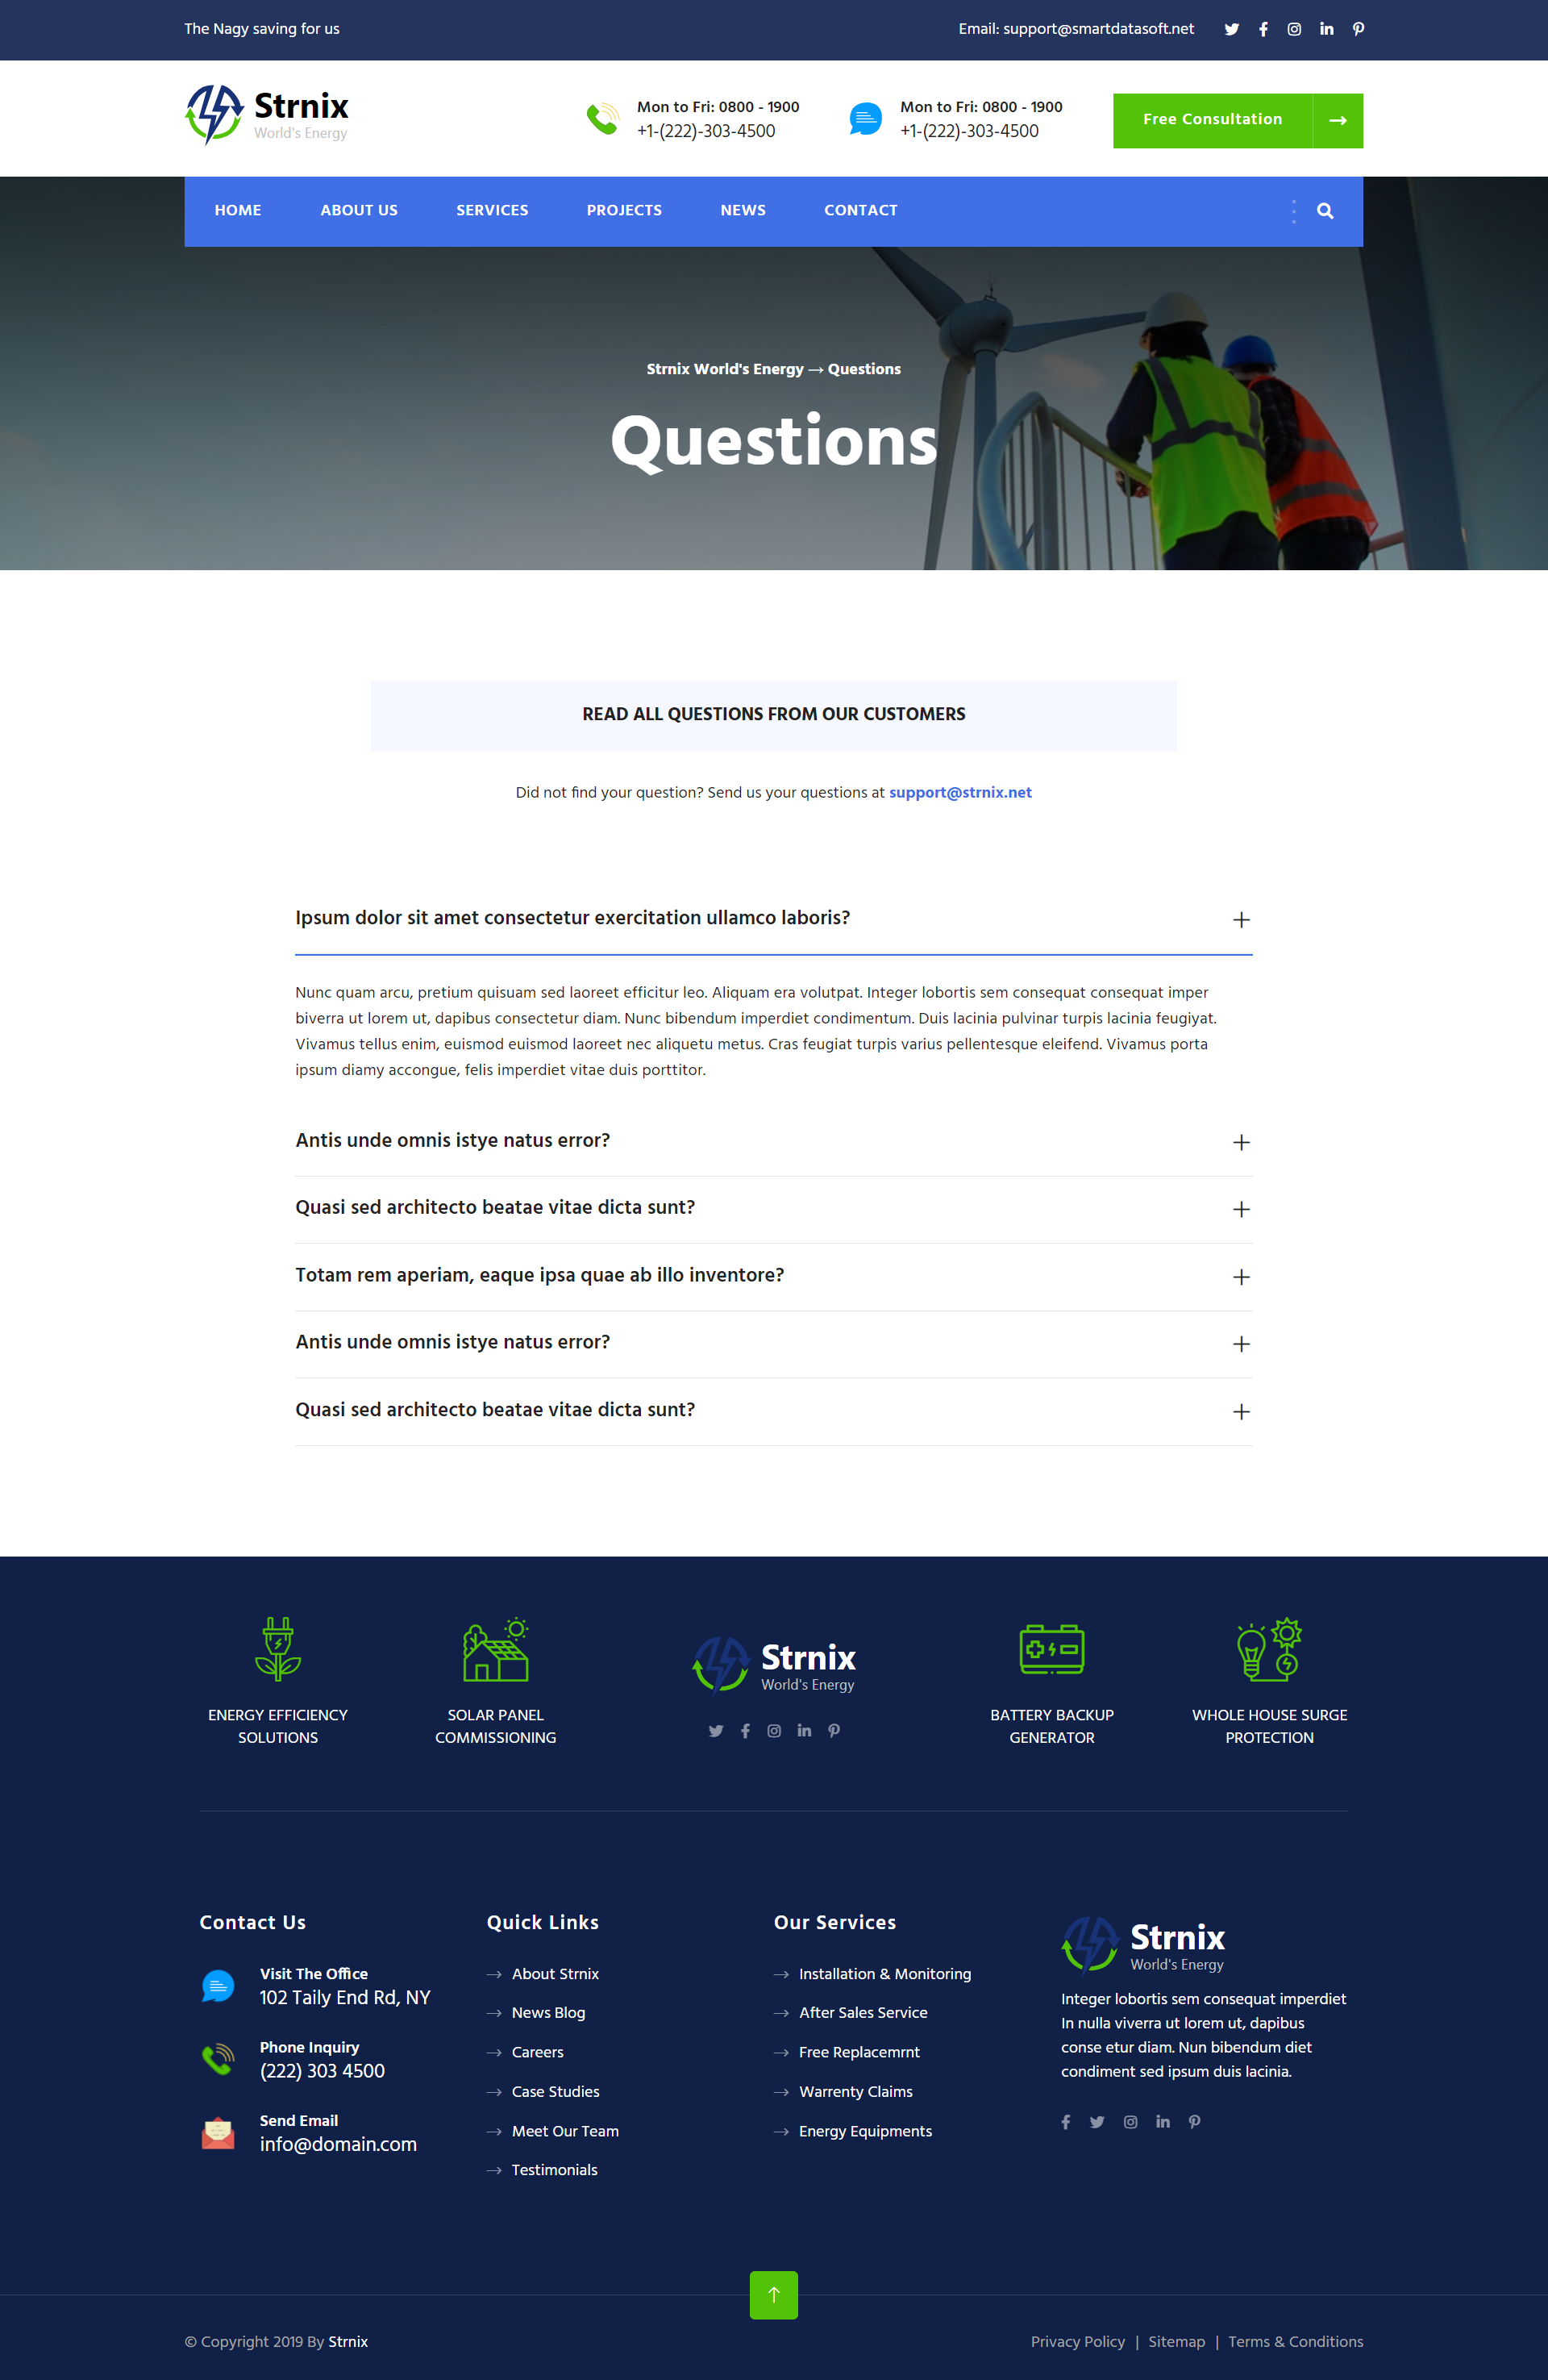 The Nagy saving for us
Email: support@smartdatasoft.net
Strnix
World's Energy
Mon to Fri: 0800 - 1900
+1-(222)-303-4500
Mon to Fri: 0800 - 1900
+1-(222)-303-4500
Free Consultation →
HOME
ABOUT US
SERVICES
PROJECTS
NEWS
CONTACT
Strnix World's Energy → Questions
Questions
READ ALL QUESTIONS FROM OUR CUSTOMERS
Did not find your question? Send us your questions at support@strnix.net
Ipsum dolor sit amet consectetur exercitation ullamco laboris?
Nunc quam arcu, pretium quisuam sed laoreet efficitur leo. Aliquam era volutpat. Integer lobortis sem consequat consequat imper
biverra ut lorem ut, dapibus consectetur diam. Nunc bibendum imperdiet condimentum. Duis lacinia pulvinar turpis lacinia feugiyat.
Vivamus tellus enim, euismod euismod laoreet nec aliquetu metus. Cras feugiat turpis varius pellentesque eleifend. Vivamus porta
ipsum diamy accongue, felis imperdiet vitae duis porttitor.
Antis unde omnis istye natus error?
Quasi sed architecto beatae vitae dicta sunt?
Totam rem aperiam, eaque ipsa quae ab illo inventore?
Antis unde omnis istye natus error?
Quasi sed architecto beatae vitae dicta sunt?
ENERGY EFFICIENCY
SOLUTIONS
SOLAR PANEL
COMMISSIONING
Strnix
World's Energy
BATTERY BACKUP
GENERATOR
WHOLE HOUSE SURGE
PROTECTION
Contact Us
Visit The Office
102 Taily End Rd, NY
Phone Inquiry
(222) 303 4500
Send Email
info@domain.com
Quick Links
→ About Strnix
→ News Blog
→ Careers
→ Case Studies
→ Meet Our Team
→ Testimonials
Our Services
→ Installation & Monitoring
→ After Sales Service
→ Free Replacemrnt
→ Warrenty Claims
→ Energy Equipments
Strnix
World's Energy
Integer lobortis sem consequat imperdiet
In nulla viverra ut lorem ut, dapibus
conse etur diam. Nun bibendum diet
condiment sed ipsum duis lacinia.
© Copyright 2019 By Strnix
Privacy Policy | Sitemap | Terms & Conditions